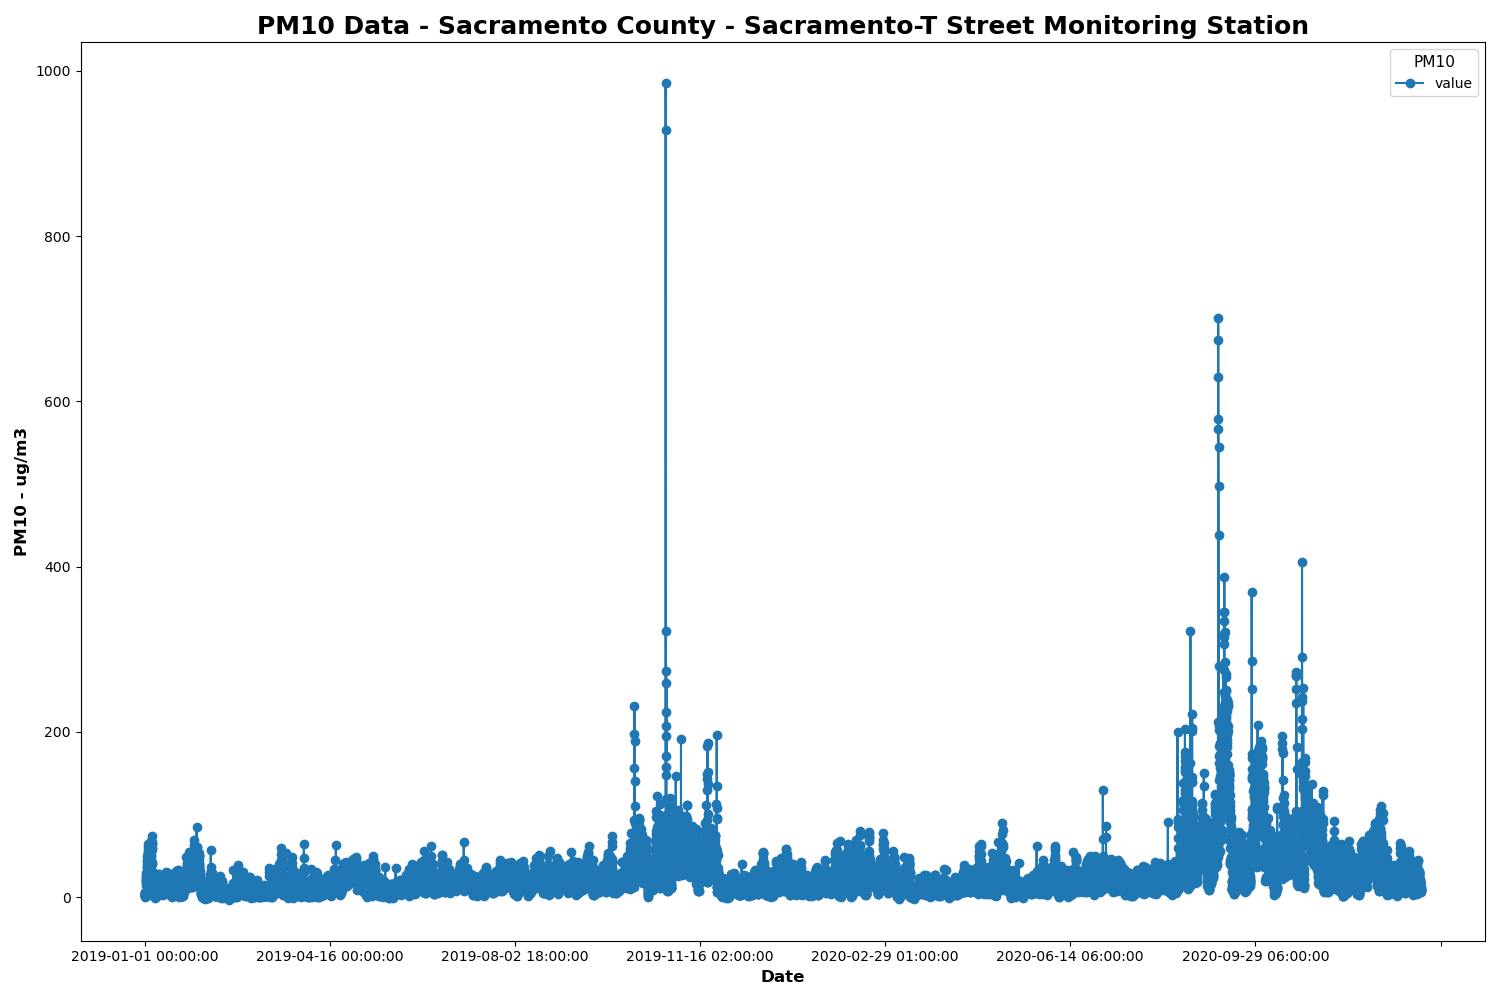 PM10 Data - Sacramento County - Sacramento-T Street Monitoring Station
PM10
value
1000
800
600
400
200
0
PM10 - ug/m3
2019-01-01 00:00:00
2019-04-16 00:00:00
2019-08-02 18:00:00
2019-11-16 02:00:00
2020-02-29 01:00:00
2020-06-14 06:00:00
2020-09-29 06:00:00
Date